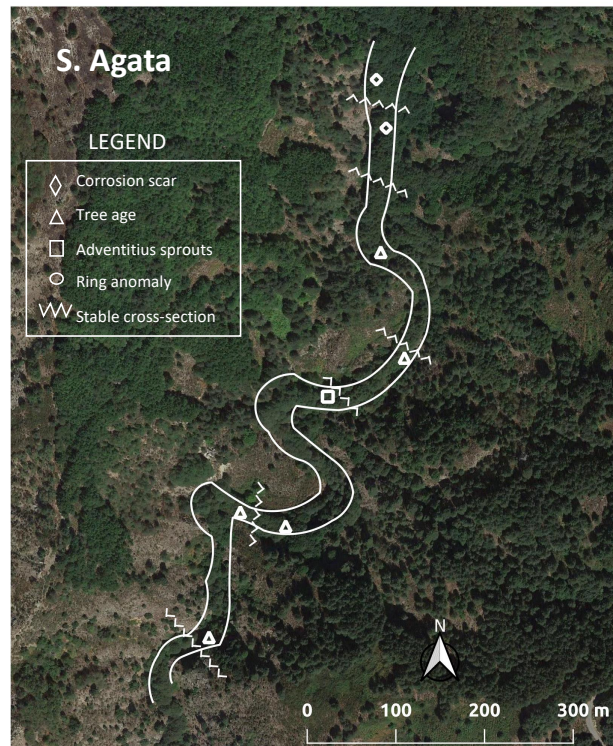 S. Agata
LEGEND
Corrosion scar
Tree age
Adventitius sprouts
Ring anomaly
Stable cross-section
N
0 100 200 300 m